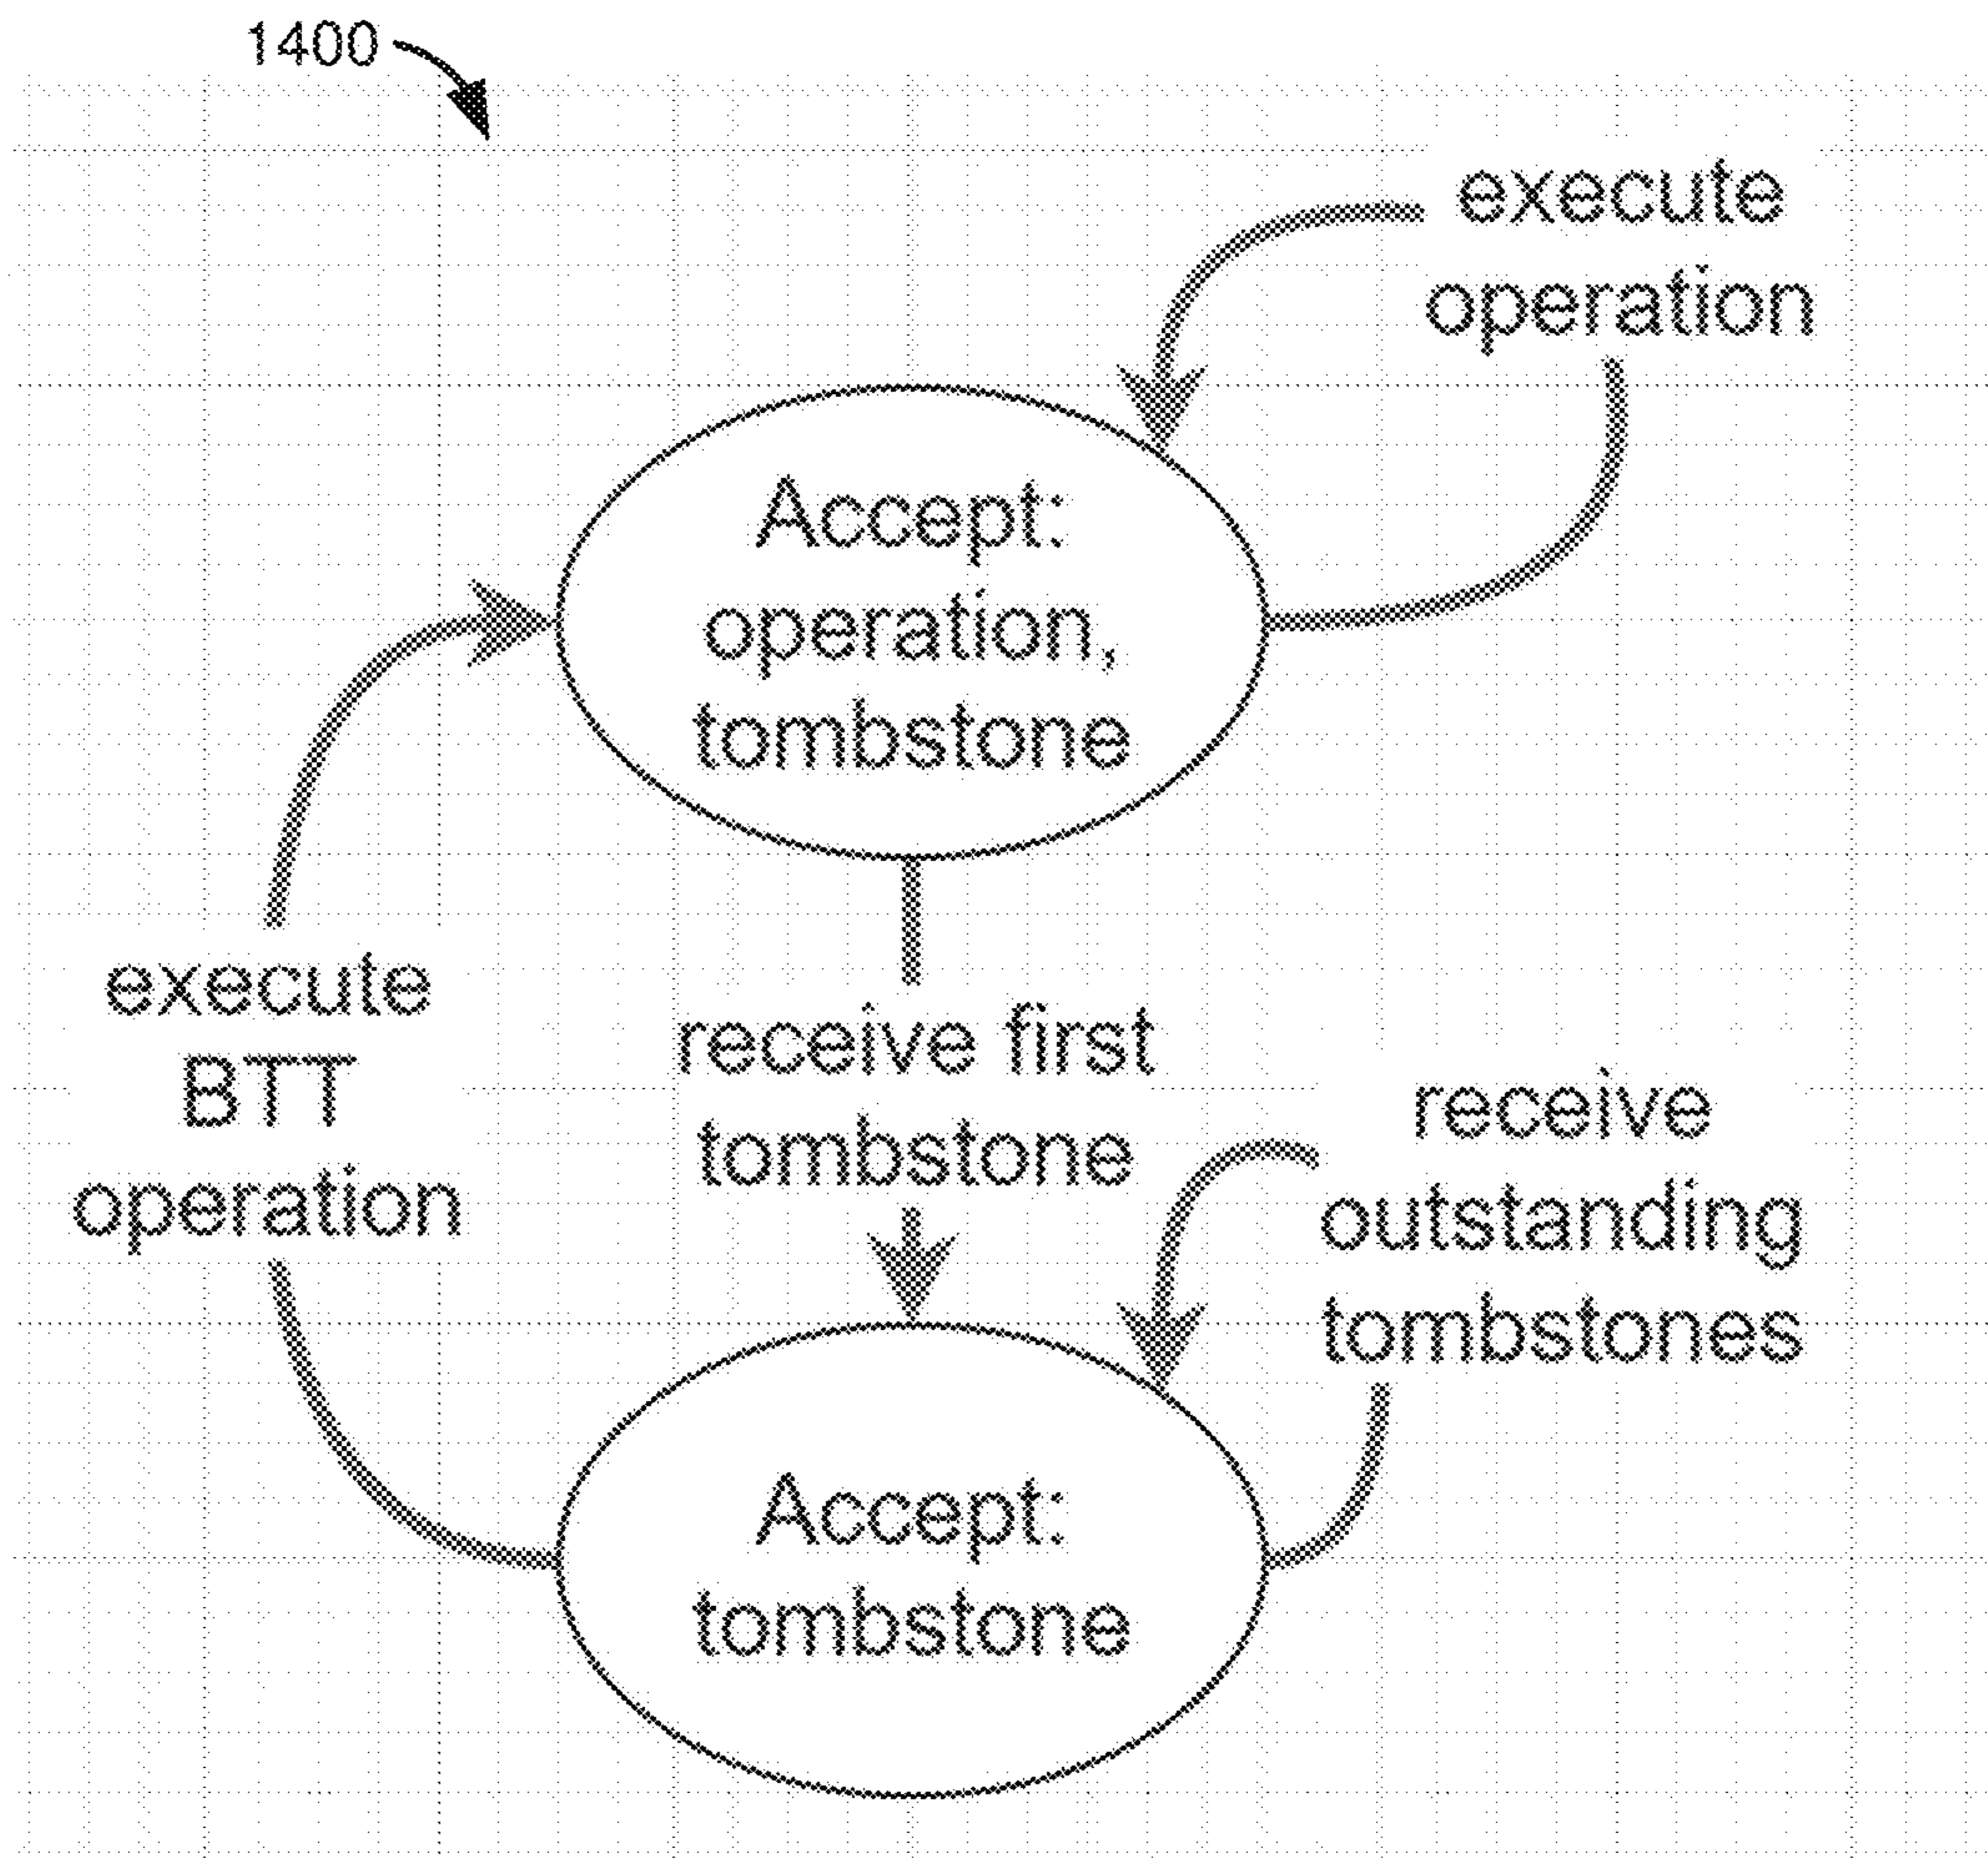 1400
execute
operation
Accept:
operation,
tombstone
execute
BTT
operation
receive first
tombstone
receive
outstanding
tombstones
Accept:
tombstone